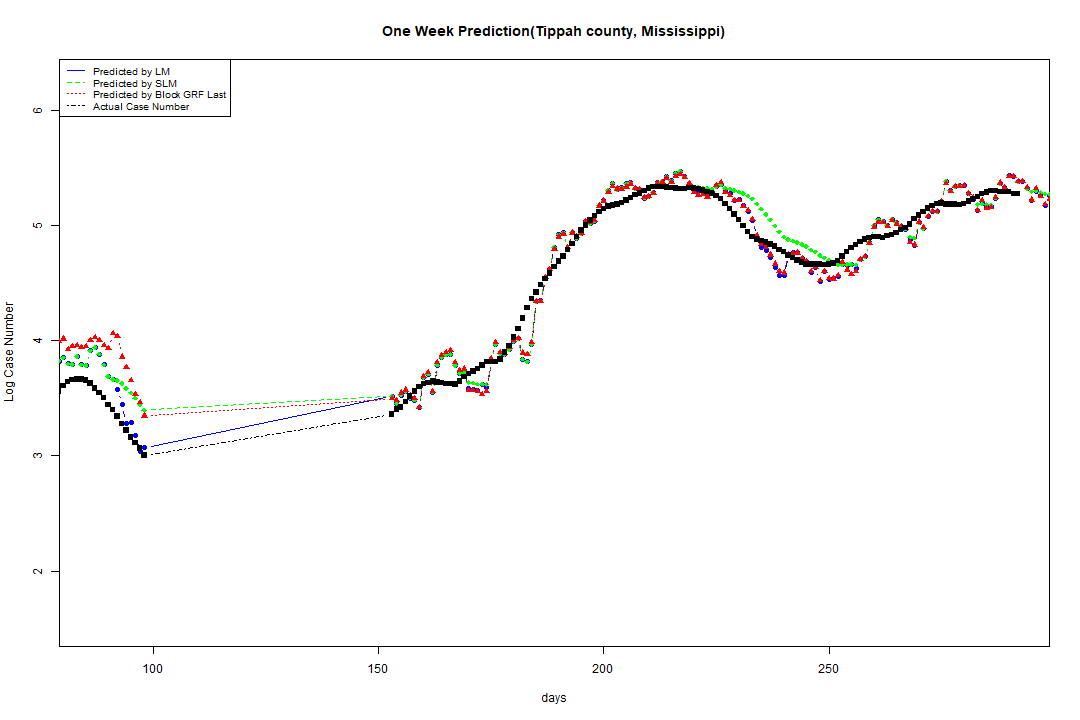 One Week Prediction(Tippah county, Mississippi)
Predicted by LM
Predicted by SLM
Predicted by Block GRF Last
Actual Case Number
6
5
4
3
2
Log Case Number
100 150 200 250
days